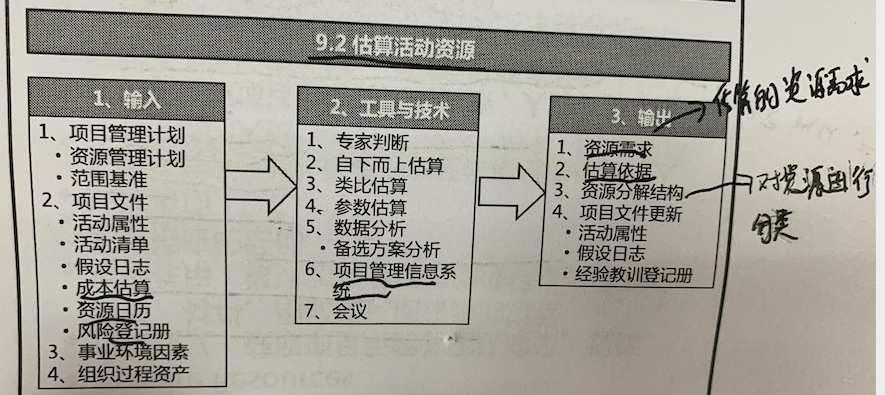 9.2 估算活动资源
1、输入
1、项目管理计划
·资源管理计划
·范围基准
2、项目文件
·活动属性
·活动清单
·假设日志
·成本估算
·资源日历
·风险登记册
3、事业环境因素
4、组织过程资产
2、工具与技术
1、专家判断
2、自下而上估算
3、类比估算
4、参数估算
5、数据分析
·备选方案分析
6、项目管理信息系
统
7、会议
3、输出
1、资源需求
2、估算依据
3、资源分解结构
4、项目文件更新
·活动属性
·假设日志
·经验教训登记册
估算的资源需求
对资源进行
分类